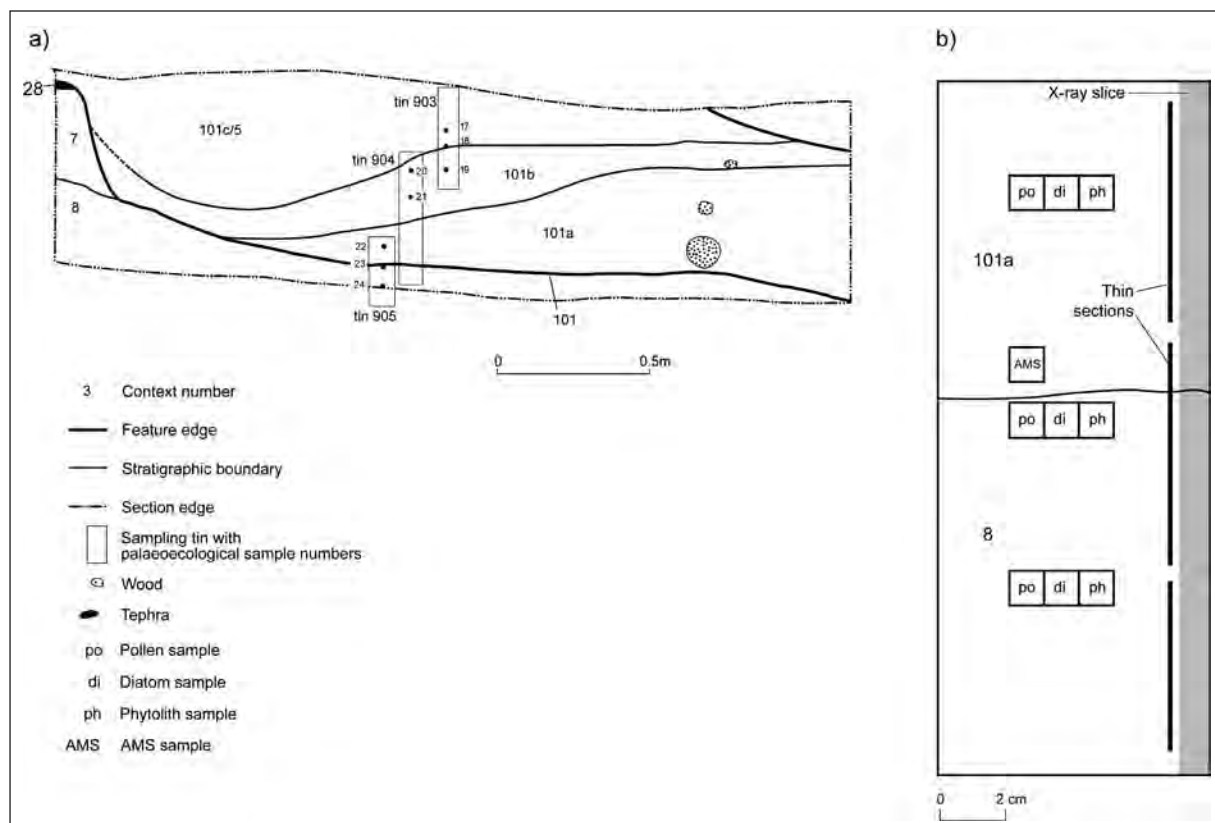 a)
28
7
8
101c/5
tin 903
17
18
19
tin 904
20
21
101b
101a
22
23
24
tin 905
101
0 0.5m
3 Context number
Feature edge
Stratigraphic boundary
Section edge
Sampling tin with
palaeoecological sample numbers
Wood
Tephra
po Pollen sample
di Diatom sample
ph Phytolith sample
AMS AMS sample
b)
X-ray slice
po di ph
101a
Thin
sections
AMS
po di ph
8
po di ph
0 2 cm